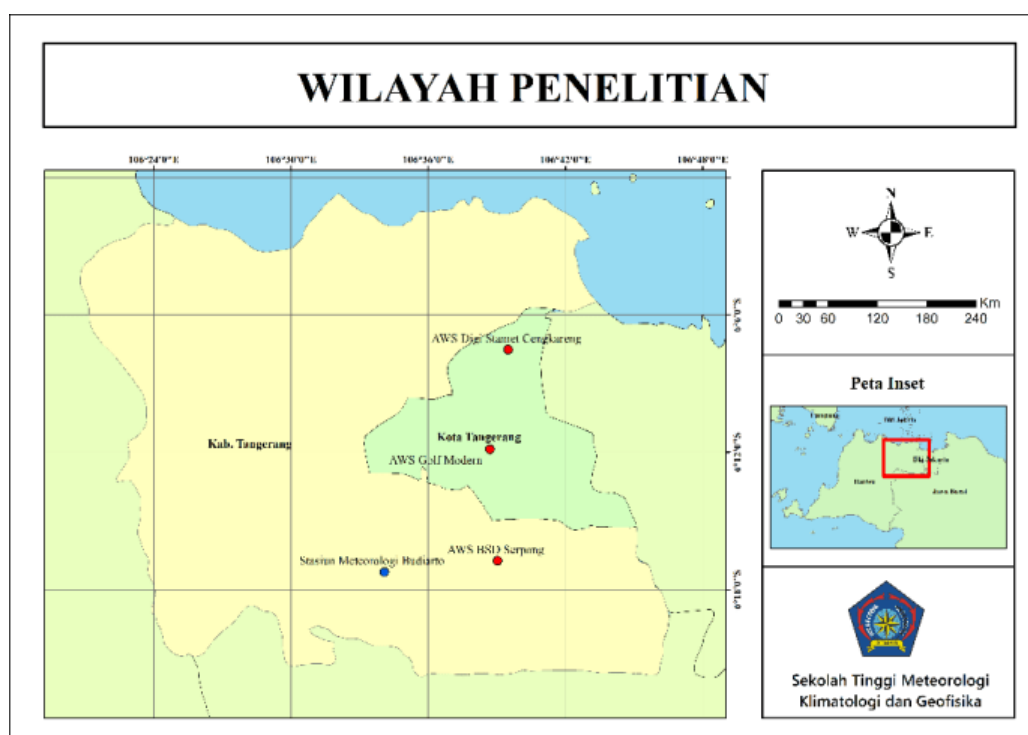 WILAYAH PENELITIAN
106°24'0"E 106°30'0"E 106°36'0"E 106°42'0"E 106°48'0"E
6°6'0"S
6°12'0"S
6°18'0"S
AWS Digi Stamet Cengkareng
Kab. Tangerang
Kota Tangerang
AWS Golf Modern
AWS BSD Serpong
Stasiun Meteorologi Budiarto
N
W E
S
Km
0 30 60 120 180 240
Peta Inset
Banten
Jawa Barat
Sekolah Tinggi Meteorologi
Klimatologi dan Geofisika